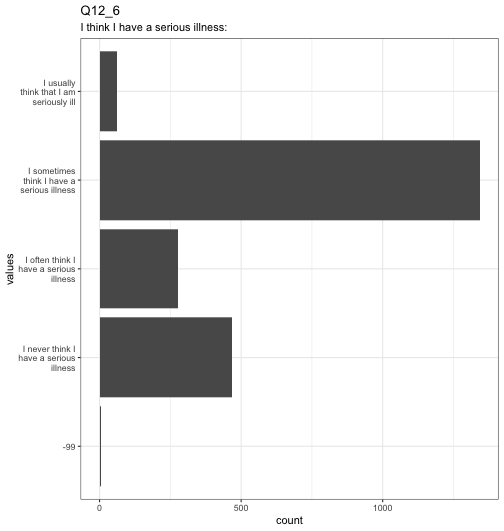 Q12_6
I think I have a serious illness:
I usually
think that I am
seriously ill
I sometimes
think I have a
serious illness
I often think I
have a serious
illness
I never think I
have a serious
illness
-99
values
0
500
1000
count